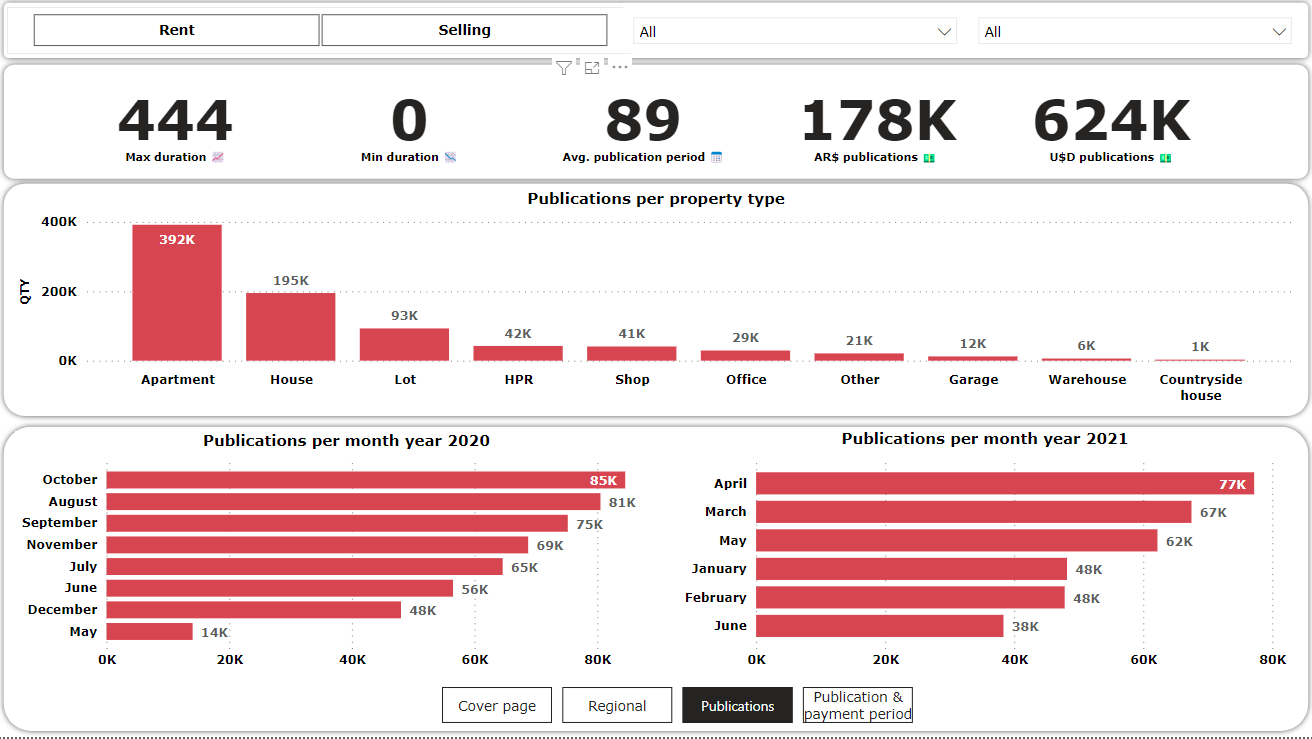 Rent
Selling
All
All
444
0
89
178K
624K
Max duration
Min duration
Avg. publication period
AR$ publications
U$D publications
Publications per property type
QTY
400K
200K
0K
392K
195K
93K
42K
41K
29K
21K
12K
6K
1K
Apartment
House
Lot
HPR
Shop
Office
Other
Garage
Warehouse
Countryside
house
Publications per month year 2020
October
85K
August
81K
September
75K
November
69K
July
65K
June
56K
December
48K
May
14K
0K
20K
40K
60K
80K
Publications per month year 2021
April
77K
March
67K
May
62K
January
48K
February
48K
June
38K
0K
20K
40K
60K
80K
Cover page
Regional
Publications
Publication &
payment period